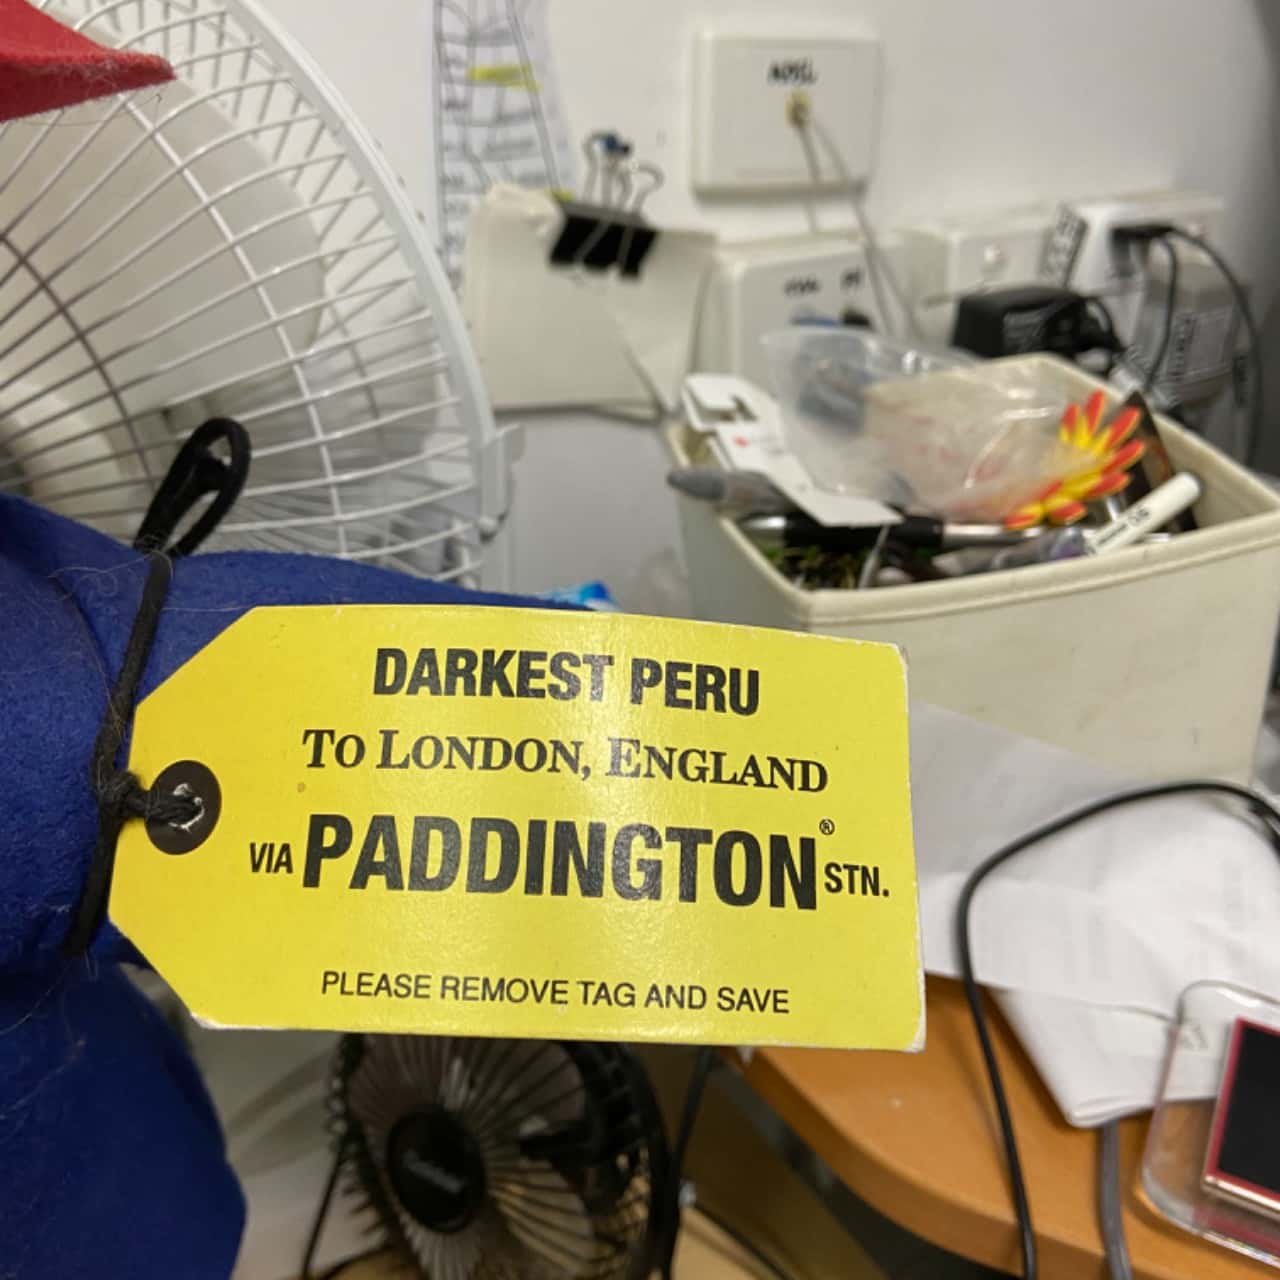 DARKEST PERU
TO LONDON, ENGLAND
VIA PADDINGTON® STN.
PLEASE REMOVE TAG AND SAVE